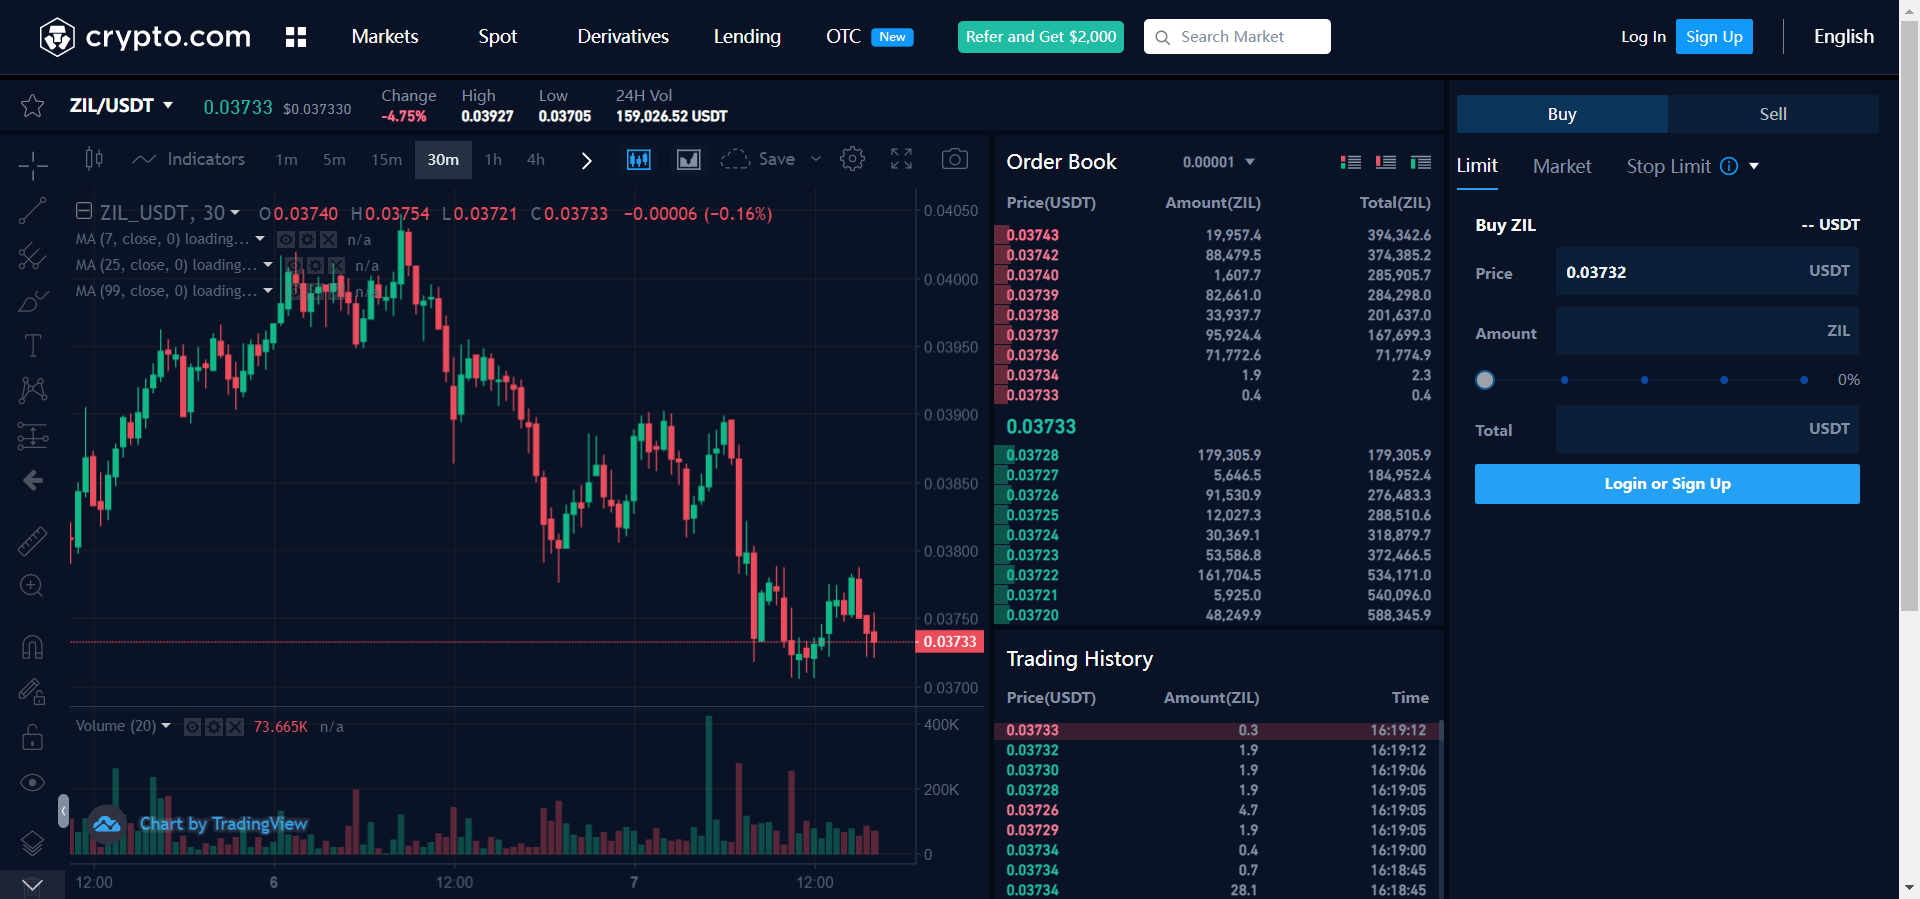 crypto.com Markets Spot Derivatives Lending OTC New Refer and Get $2,000 Search Market Log In Sign Up English
ZIL/USDT 0.03733 $0.037330
Change
-4.75%
High
0.03927
Low
0.03705
24H Vol
159,026.52 USDT
Indicators 1m 5m 15m 30m 1h 4h Save
ZIL_USDT, 30 O0.03740 H0.03754 L0.03721 C0.03733 −0.00006 (−0.16%)
MA (7, close, 0) loading... n/a
MA (25, close, 0) loading... n/a
MA (99, close, 0) loading... n/a
0.04050
0.04000
0.03950
0.03900
0.03850
0.03800
0.03750
0.03733
0.03700
Volume (20) 73.665K n/a
400K
200K
0
Chart by TradingView
12:00 6 12:00 7 12:00
Order Book 0.00001
Price(USDT) Amount(ZIL) Total(ZIL)
0.03743 19,957.4 394,342.6
0.03742 88,479.5 374,385.2
0.03740 1,607.7 285,905.7
0.03739 82,661.0 284,298.0
0.03738 33,937.7 201,637.0
0.03737 95,924.4 167,699.3
0.03736 71,772.6 71,774.9
0.03734 1.9 2.3
0.03733 0.4 0.4
0.03733
0.03728 179,305.9 179,305.9
0.03727 5,646.5 184,952.4
0.03726 91,530.9 276,483.3
0.03725 12,027.3 288,510.6
0.03724 30,369.1 318,879.7
0.03723 53,586.8 372,466.5
0.03722 161,704.5 534,171.0
0.03721 5,925.0 540,096.0
0.03720 48,249.9 588,345.9
Trading History
Price(USDT) Amount(ZIL) Time
0.03733 0.3 16:19:12
0.03732 1.9 16:19:12
0.03730 1.9 16:19:06
0.03728 1.9 16:19:05
0.03726 4.7 16:19:05
0.03729 1.9 16:19:05
0.03734 0.4 16:19:00
0.03734 0.7 16:18:45
0.03734 28.1 16:18:45
Buy Sell
Limit Market Stop Limit
Buy ZIL -- USDT
Price 0.03732 USDT
Amount ZIL
0%
Total USDT
Login or Sign Up